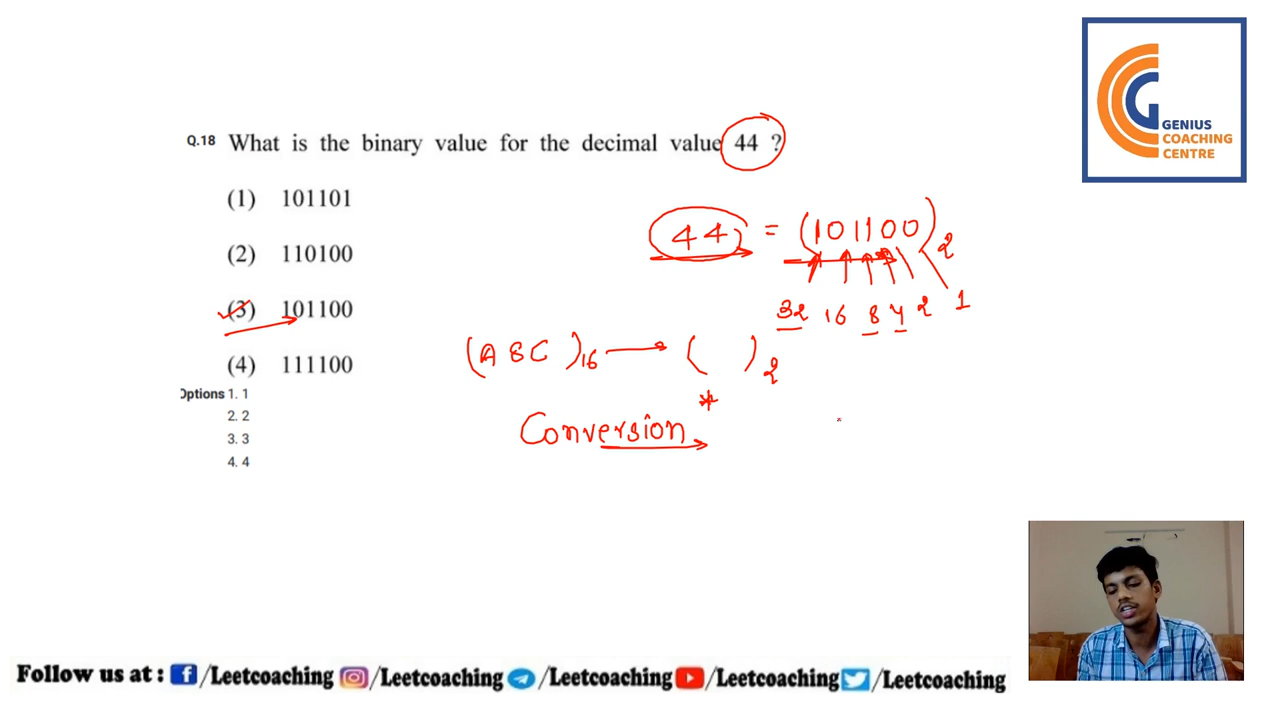 GENIUS
COACHING
CENTRE
Q.18 What is the binary value for the decimal value 44 ?
(1) 101101
(2) 110100
(3) 101100
(4) 111100
Options 1. 1
2. 2
3. 3
4. 4
44 = (101100)2
32 16 8 4 2 1
(ABC)16 → ( )2
*
Conversion
Follow us at : /Leetcoaching /Leetcoaching /Leetcoaching /Leetcoaching /Leetcoaching